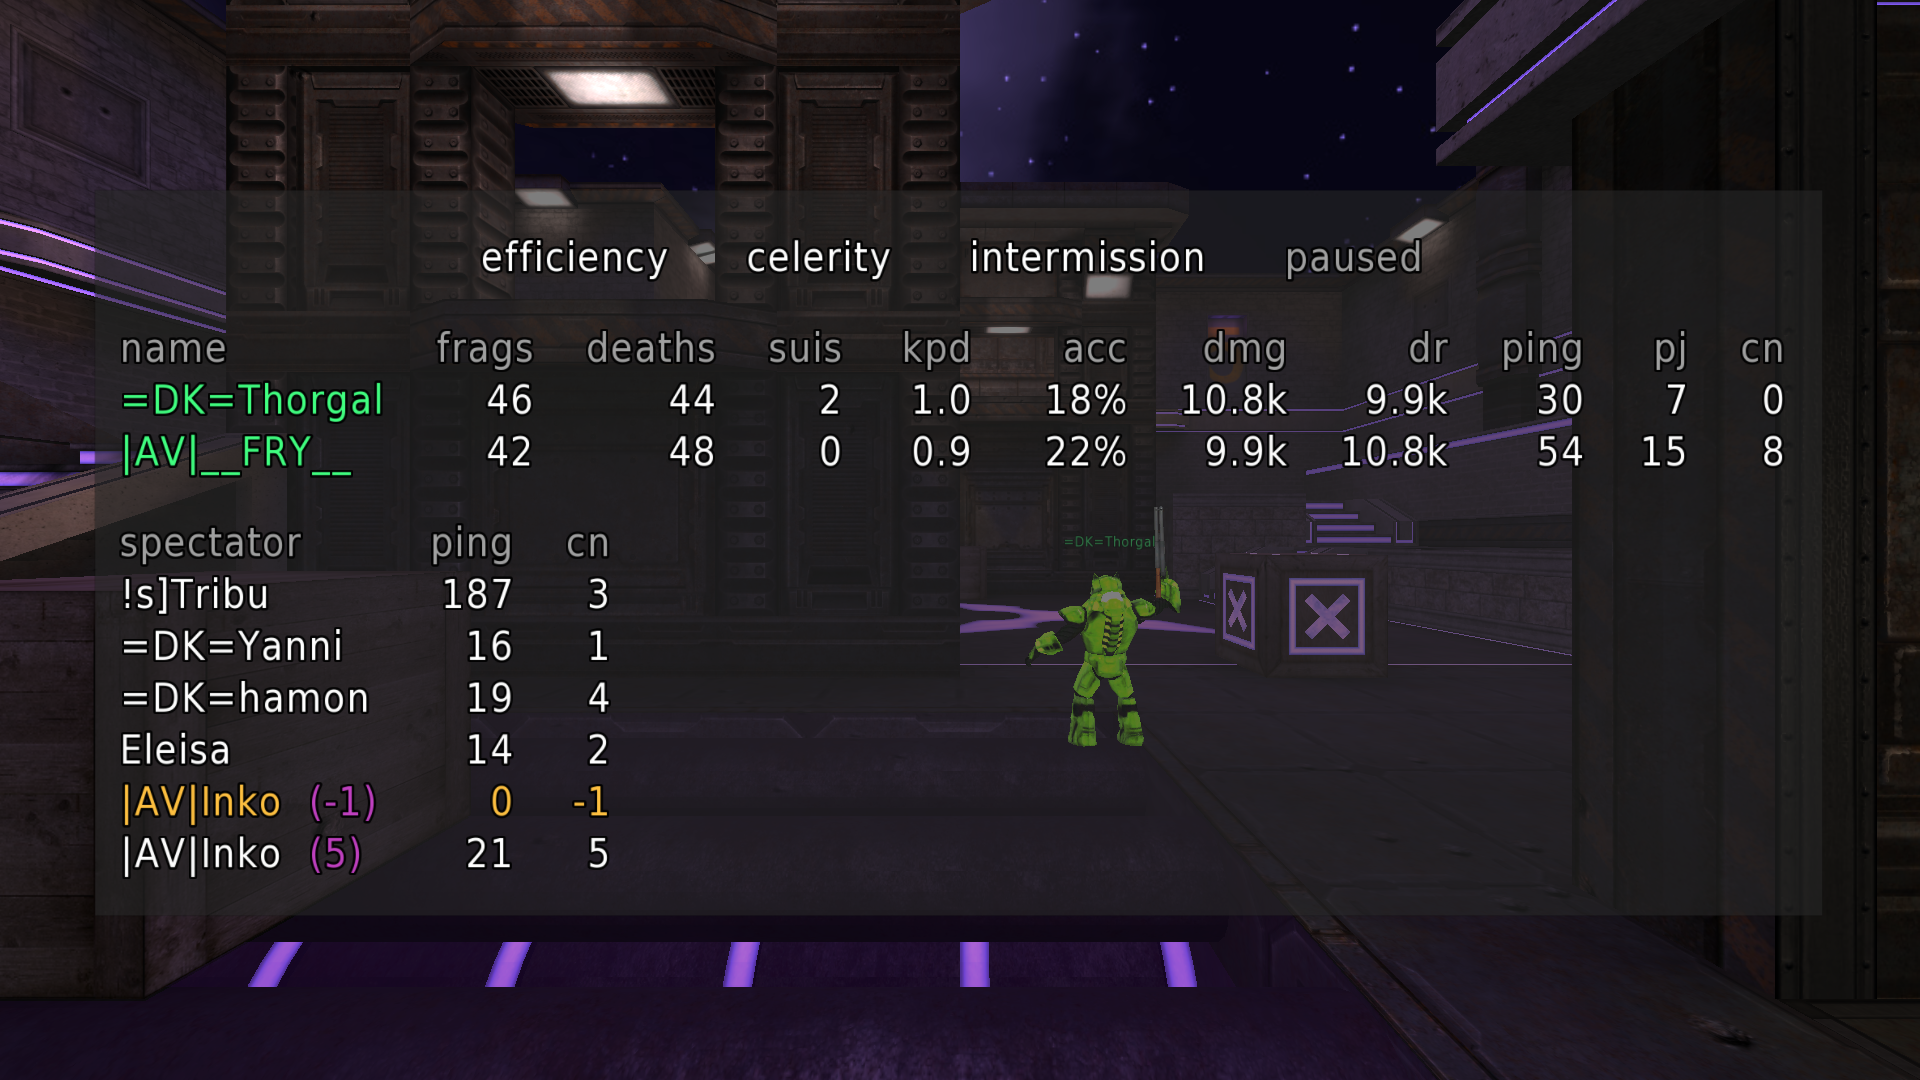 efficiency celerity intermission paused
name frags deaths suis kpd acc dmg dr ping pj cn
=DK=Thorgal 46 44 2 1.0 18% 10.8k 9.9k 30 7 0
|AV|__FRY__ 42 48 0 0.9 22% 9.9k 10.8k 54 15 8
spectator ping cn
=DK=Thorgal
!s]Tribu 187 3
=DK=Yanni 16 1
=DK=hamon 19 4
Eleisa 14 2
|AV|Inko (-1) 0 -1
|AV|Inko (5) 21 5